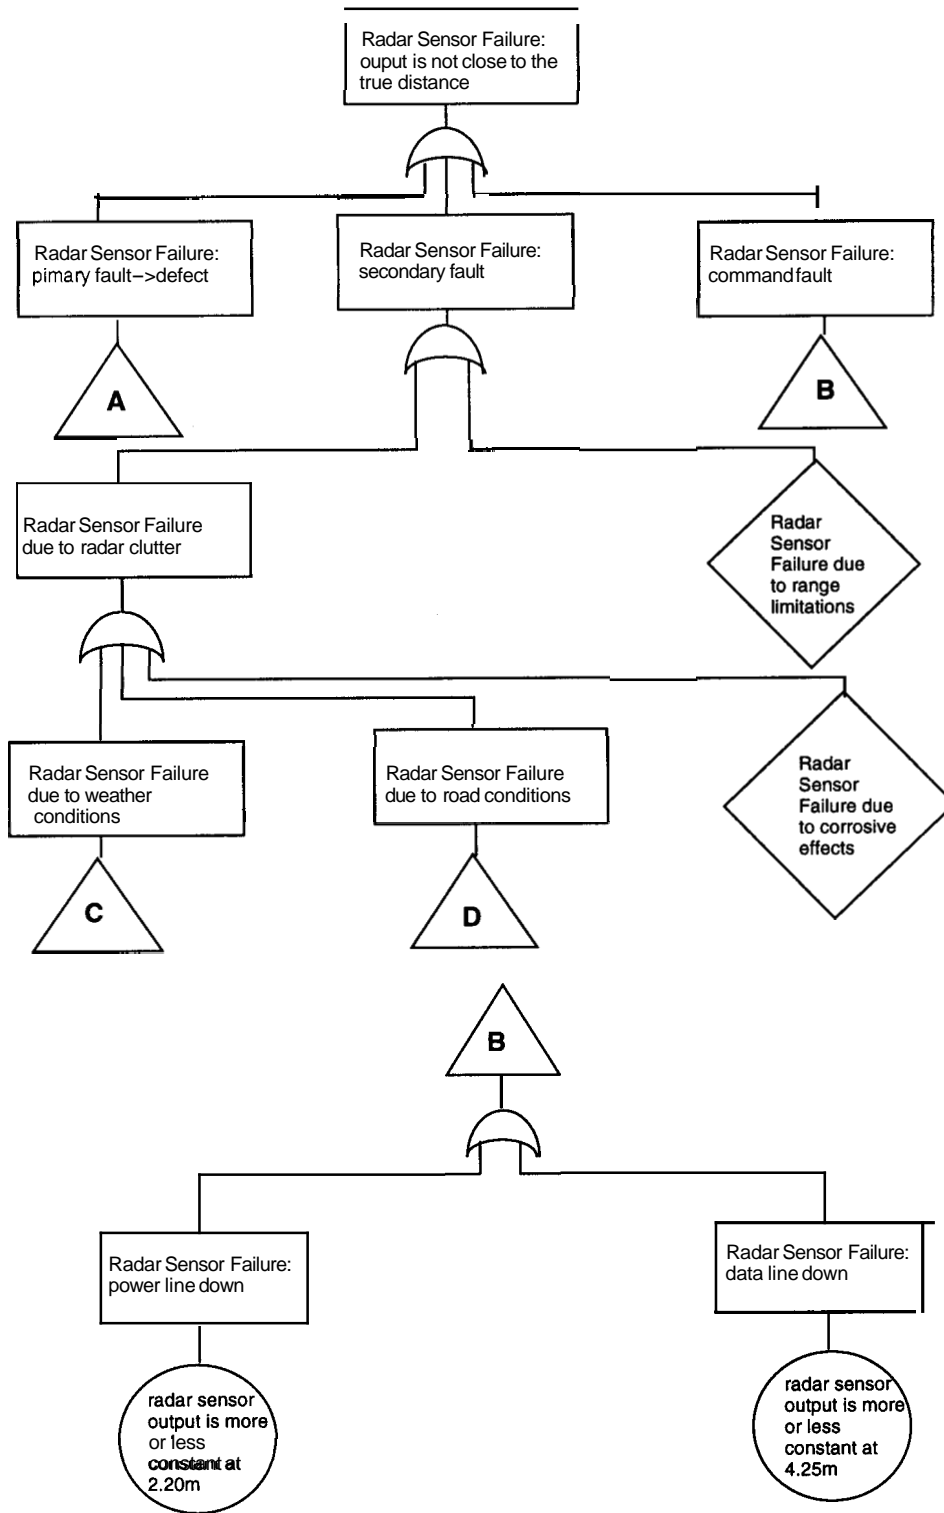 Radar Sensor Failure:
ouput is not close to the
true distance
Radar Sensor Failure:
pimary fault->defect
Radar Sensor Failure:
secondary fault
Radar Sensor Failure:
command fault
A
B
Radar Sensor Failure
due to radar clutter
Radar
Sensor
Failure due
to range
limitations
Radar Sensor Failure
due to weather
conditions
Radar Sensor Failure
due to road conditions
Radar
Sensor
Failure due
to corrosive
effects
C
D
B
Radar Sensor Failure:
power line down
Radar Sensor Failure:
data line down
radar sensor
output is more
or less
constant at
2.20m
radar sensor
output is more
or less
constant at
4.25m